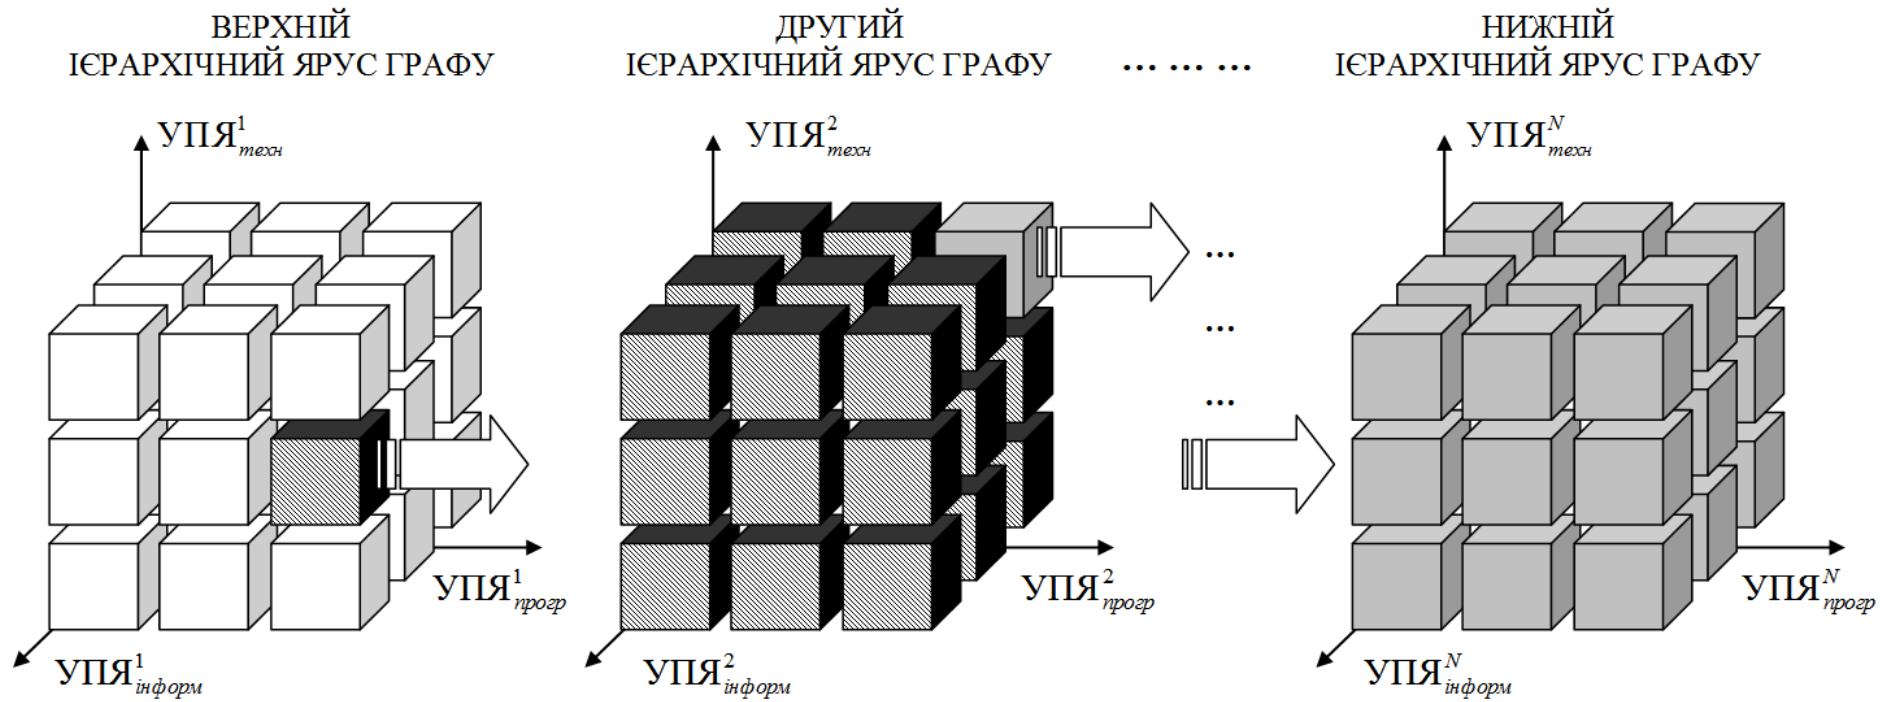 ВЕРХНІЙ
ІЄРАРХІЧНИЙ ЯРУС ГРАФУ
ДРУГИЙ
ІЄРАРХІЧНИЙ ЯРУС ГРАФУ
... ... ...
НИЖНІЙ
ІЄРАРХІЧНИЙ ЯРУС ГРАФУ
УПЯ¹техн
УПЯ¹прогр
УПЯ¹інформ
УПЯ²техн
УПЯ²прогр
УПЯ²інформ
...
...
...
УПЯᴺтехн
УПЯᴺпрогр
УПЯᴺінформ